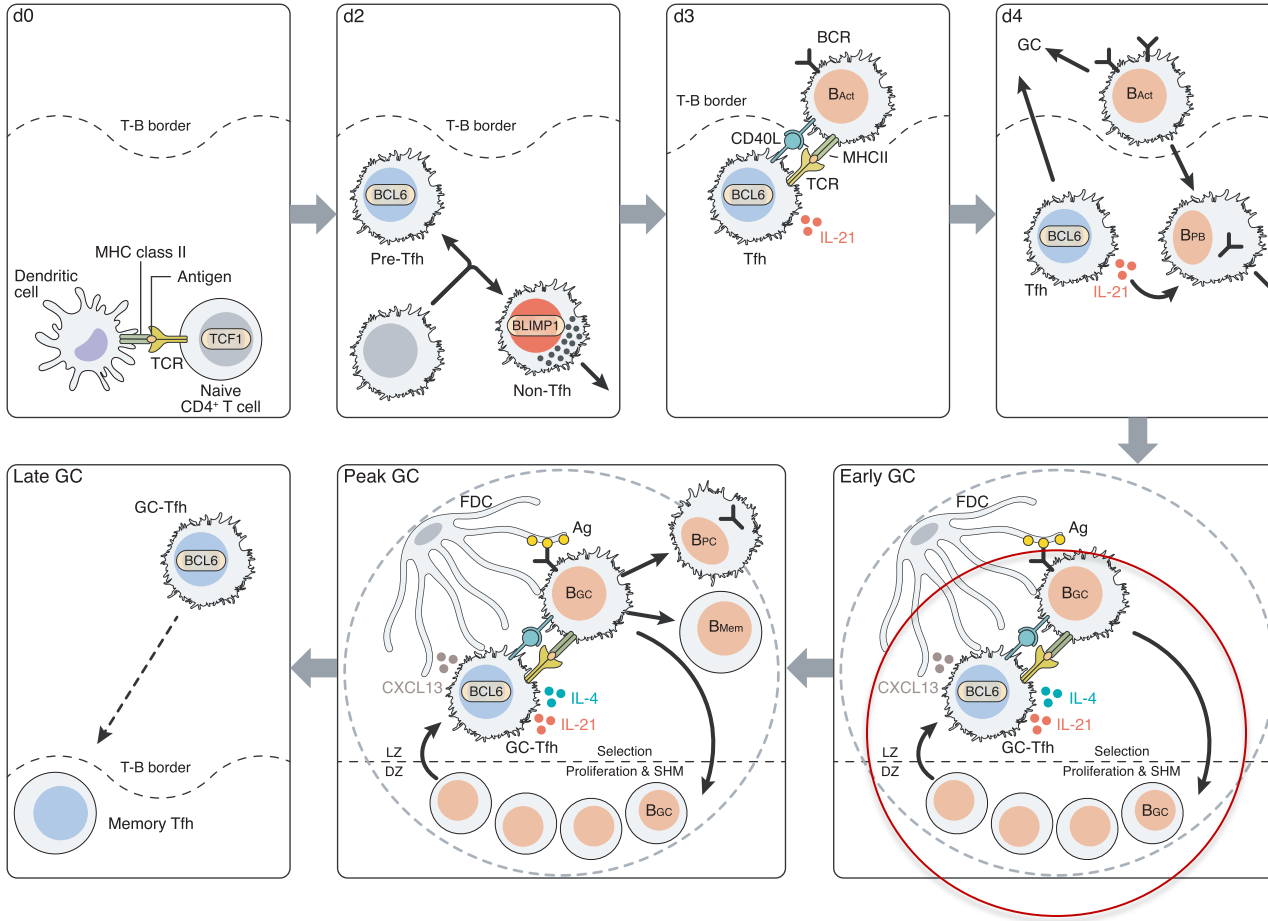 d0
T-B border
MHC class II
Dendritic
cell
Antigen
TCF1
TCR
Naive
CD4⁺ T cell
d2
T-B border
BCL6
Pre-Tfh
BLIMP1
Non-Tfh
d3
BCR
BAct
T-B border
CD40L
MHCII
TCR
BCL6
IL-21
Tfh
d4
GC
BAct
BCL6
BPB
Tfh
IL-21
Late GC
GC-Tfh
BCL6
T-B border
Memory Tfh
Peak GC
FDC
Ag
BPC
BGC
BMem
CXCL13
BCL6
IL-4
IL-21
GC-Tfh
LZ
Selection
DZ
Proliferation & SHM
BGC
Early GC
FDC
Ag
BGC
CXCL13
BCL6
IL-4
IL-21
GC-Tfh
LZ
Selection
DZ
Proliferation & SHM
BGC